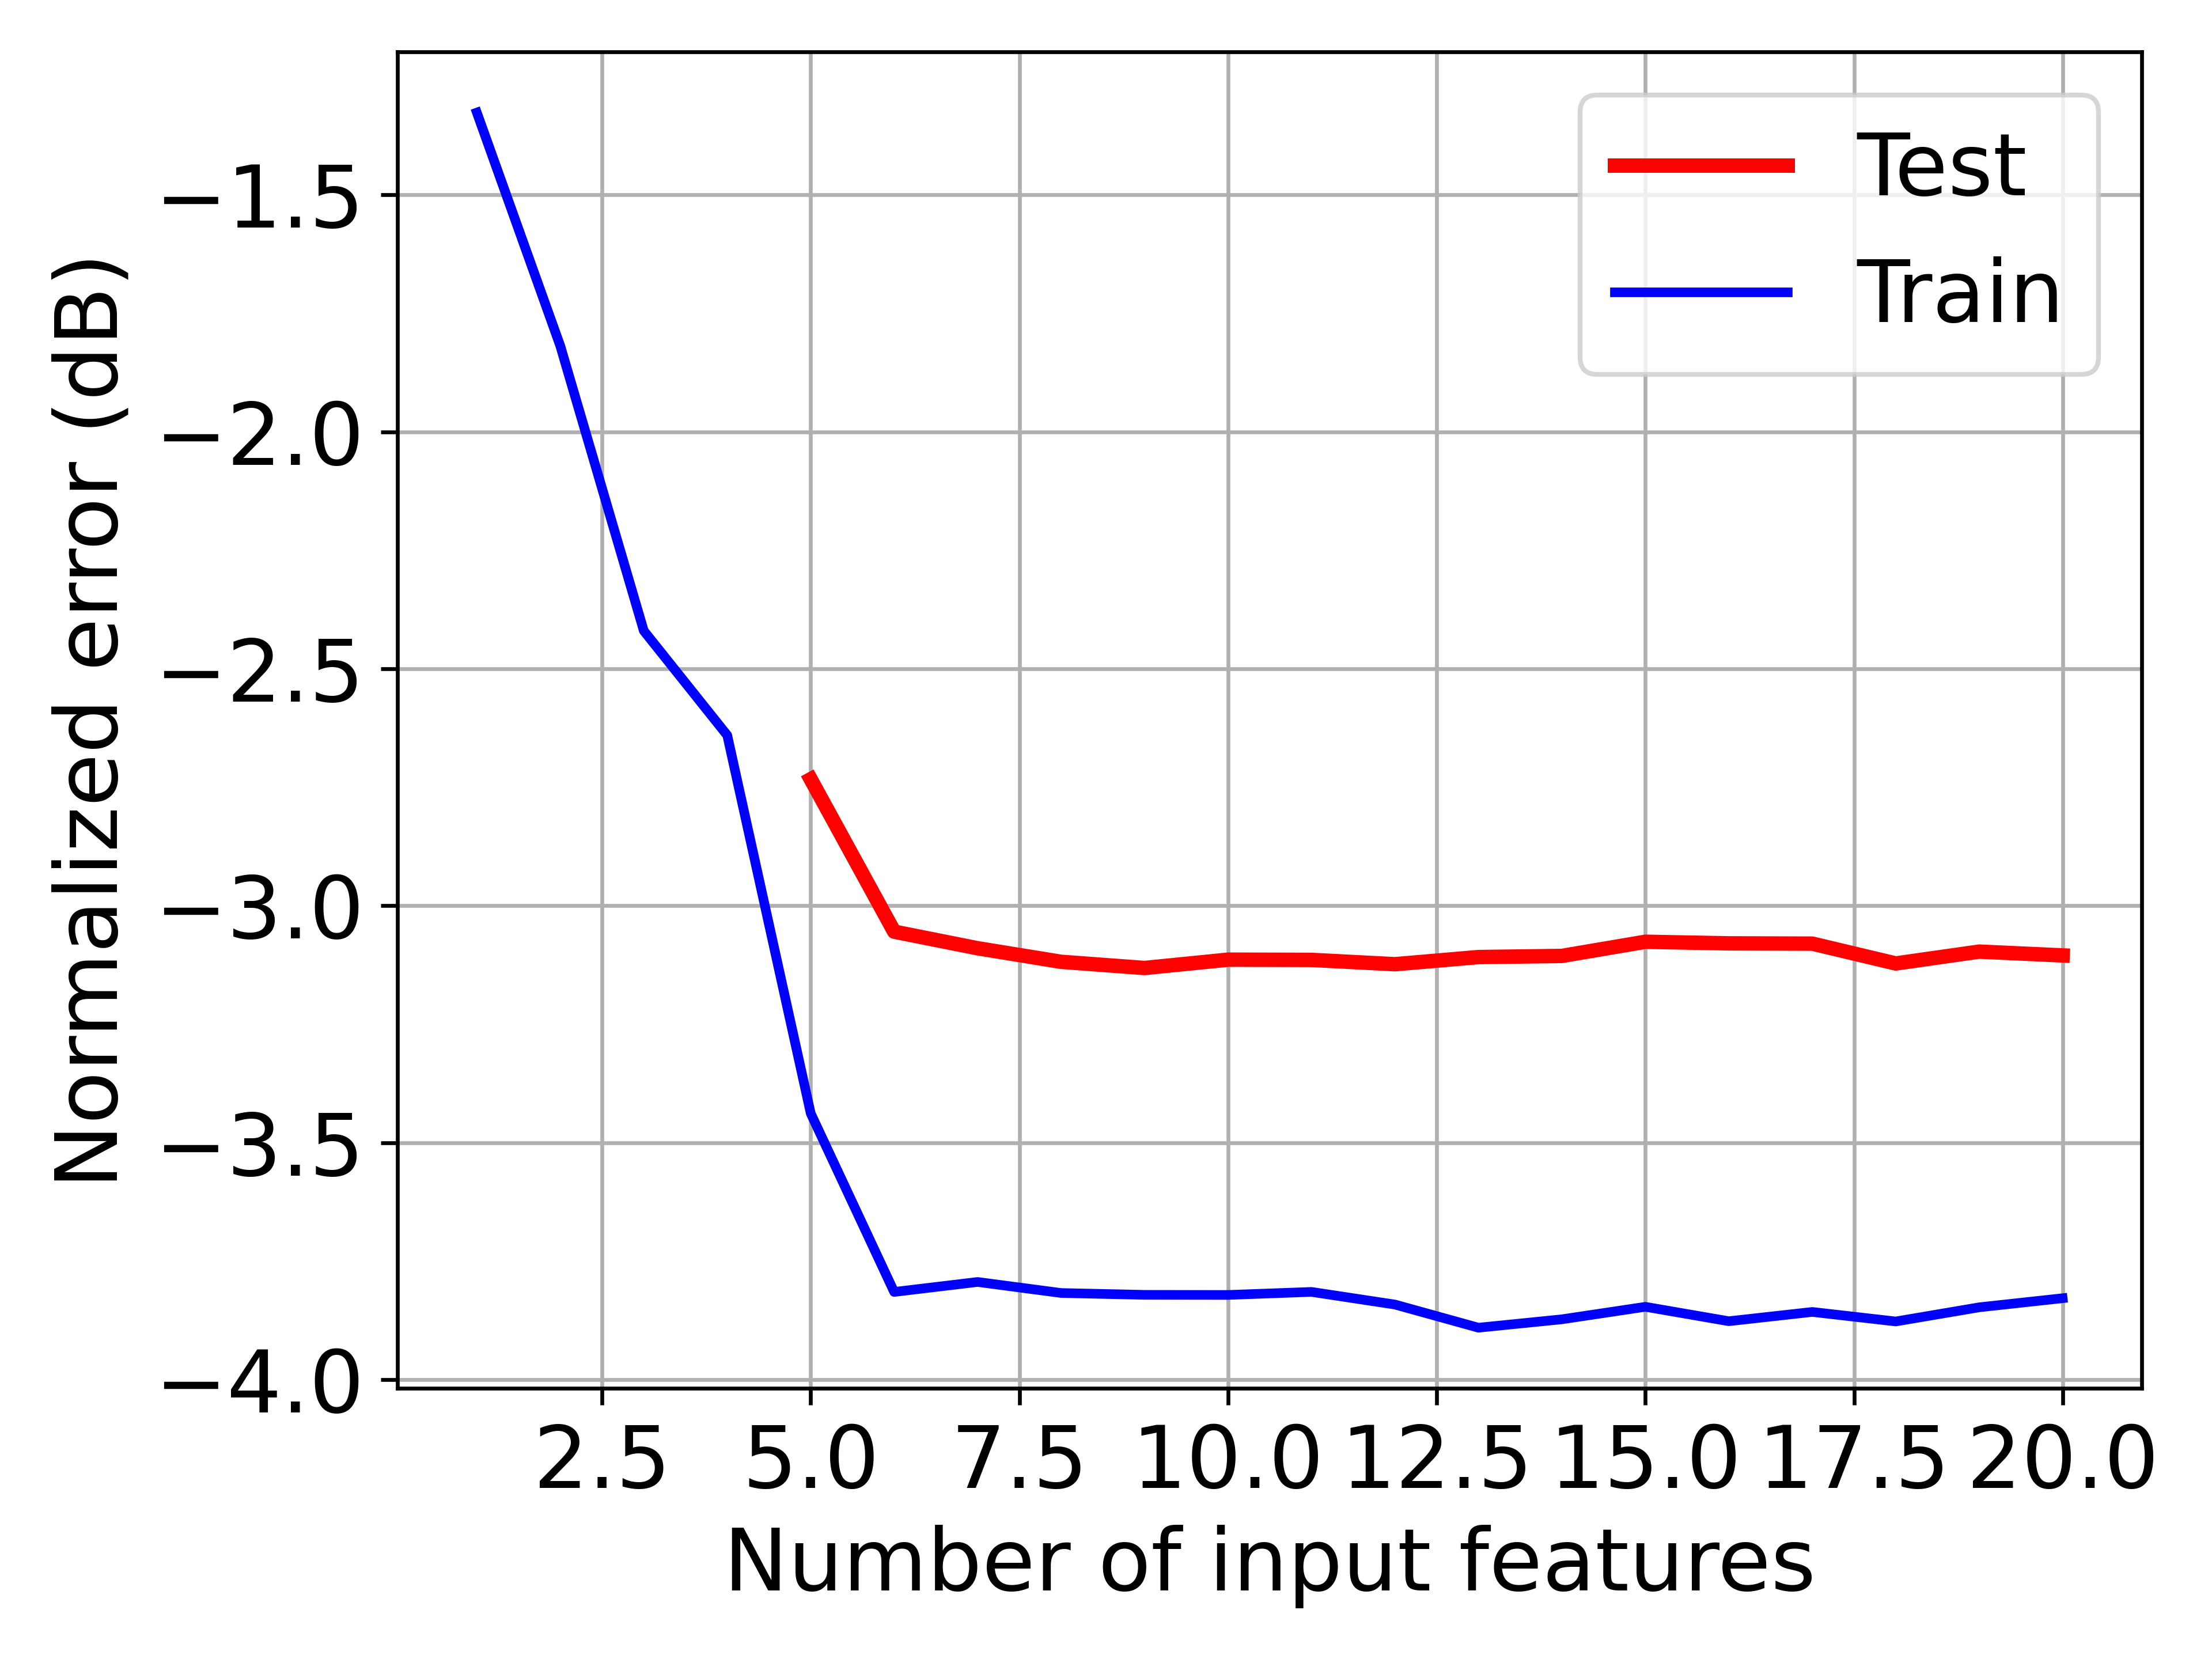 Normalized error (dB)
−1.5
−2.0
−2.5
−3.0
−3.5
−4.0
Test
Train
2.5 5.0 7.5 10.0 12.5 15.0 17.5 20.0
Number of input features